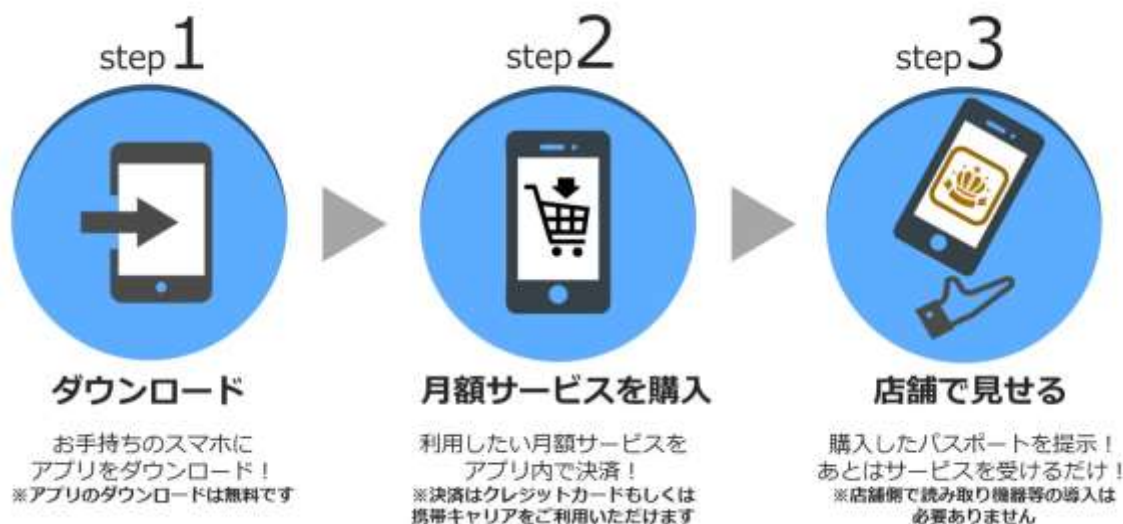 step1
ダウンロード
お手持ちのスマホに
アプリをダウンロード！
※アプリのダウンロードは無料です
step2
月額サービスを購入
利用したい月額サービスを
アプリ内で決済！
※決済はクレジットカードもしくは
携帯キャリアをご利用いただけます
step3
店舗で見せる
購入したパスポートを提示！
あとはサービスを受けるだけ！
※店舗側で読み取り機器等の導入は
必要ありません